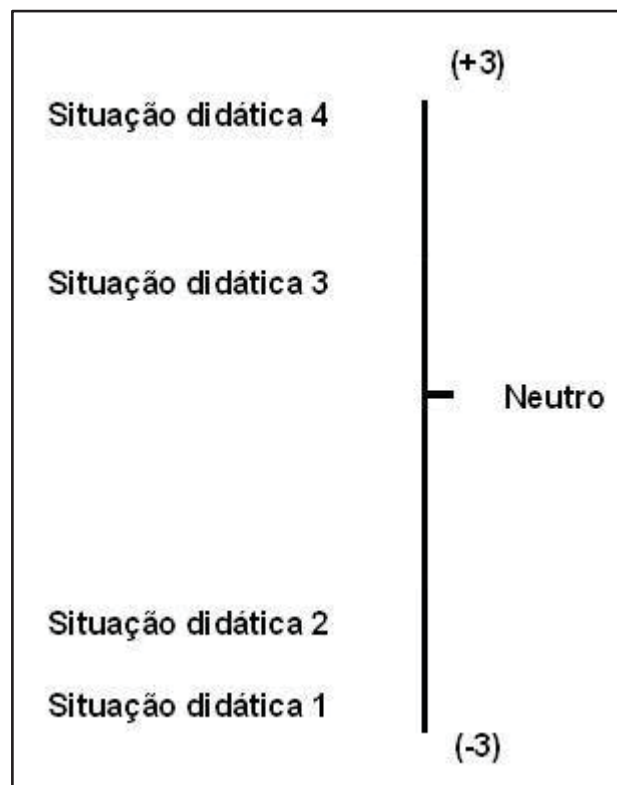 (+3)
Situação didática 4
Situação didática 3
Neutro
Situação didática 2
Situação didática 1
(-3)